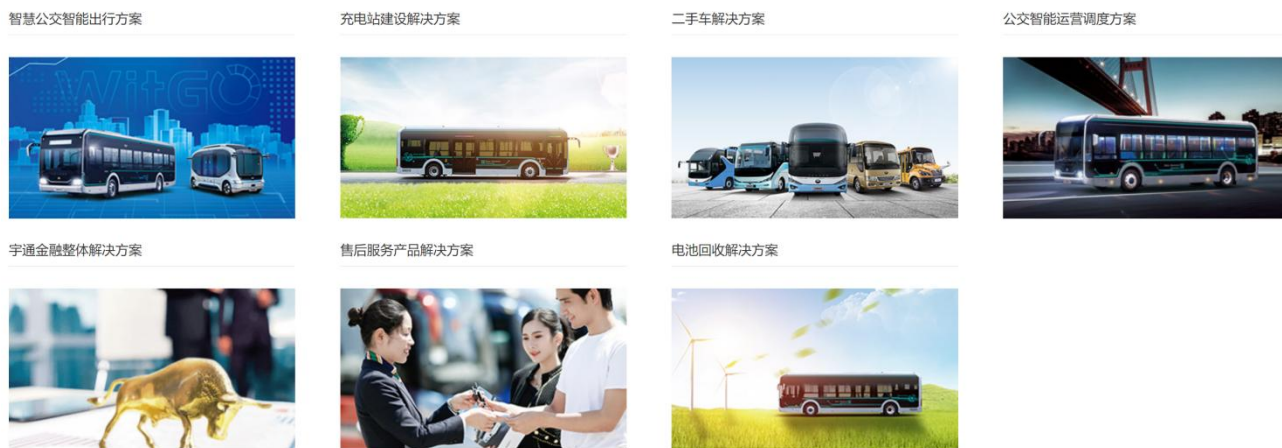 智慧公交智能出行方案
充电站建设解决方案
二手车解决方案
公交智能运营调度方案
WitGO
宇通金融整体解决方案
售后服务产品解决方案
电池回收解决方案